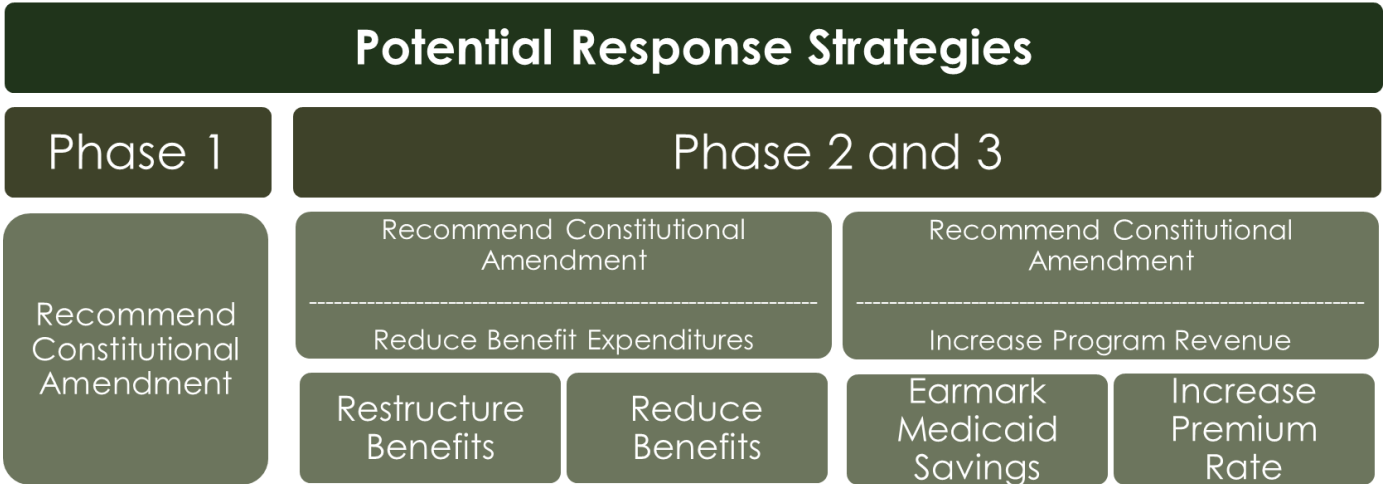 Potential Response Strategies
Phase 1
Phase 2 and 3
Recommend
Constitutional
Amendment
Recommend Constitutional
Amendment
--------------------------------------------------------------
Reduce Benefit Expenditures
Restructure
Benefits
Reduce
Benefits
Recommend Constitutional
Amendment
--------------------------------------------------------------
Increase Program Revenue
Earmark
Medicaid
Savings
Increase
Premium
Rate